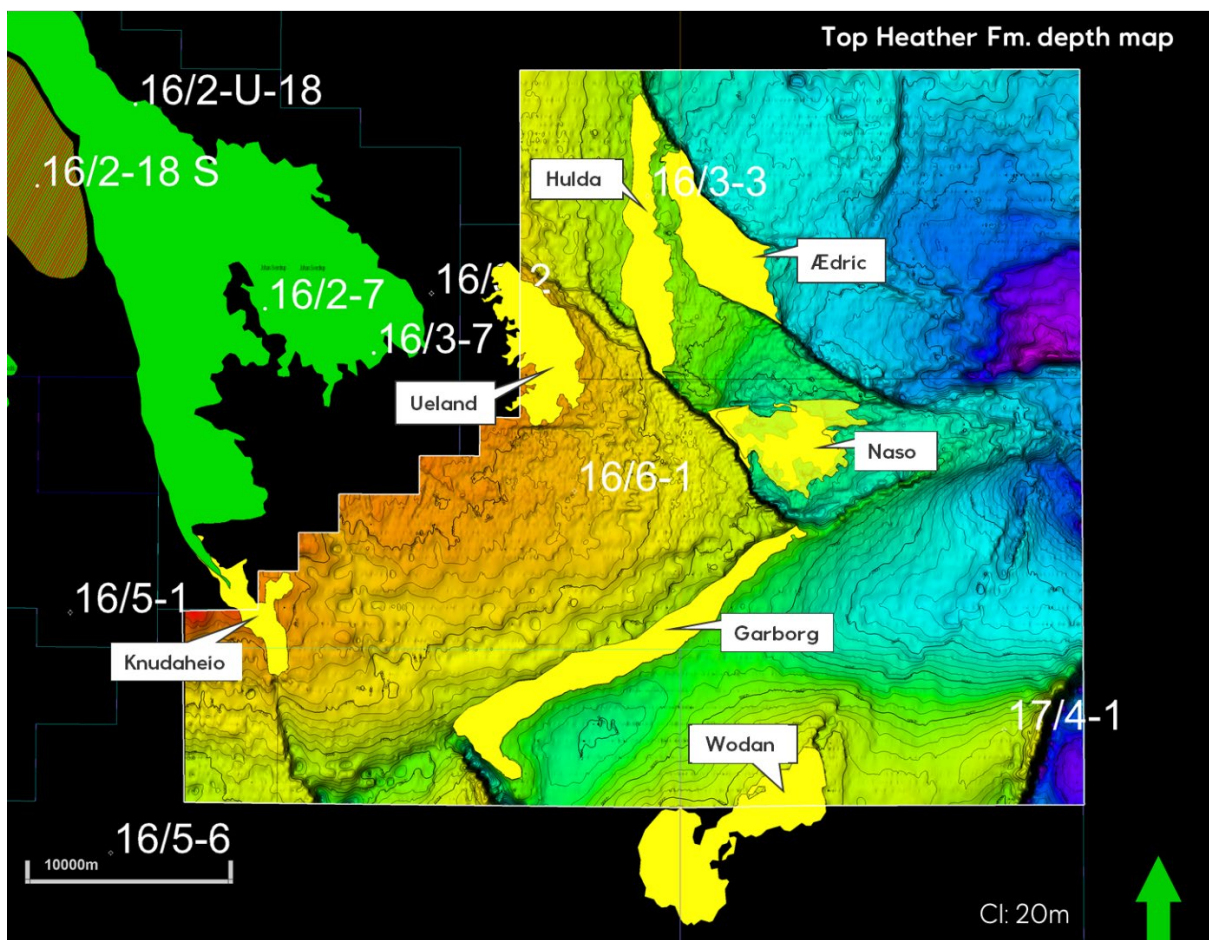 Top Heather Fm. depth map
16/2-U-18
16/2-18 S
Hulda
16/3-3
Ædric
16/2-7
16/3-7
Ueland
Naso
16/6-1
16/5-1
Knudaheio
Garborg
17/4-1
Wodan
16/5-6
10000m
CI: 20m